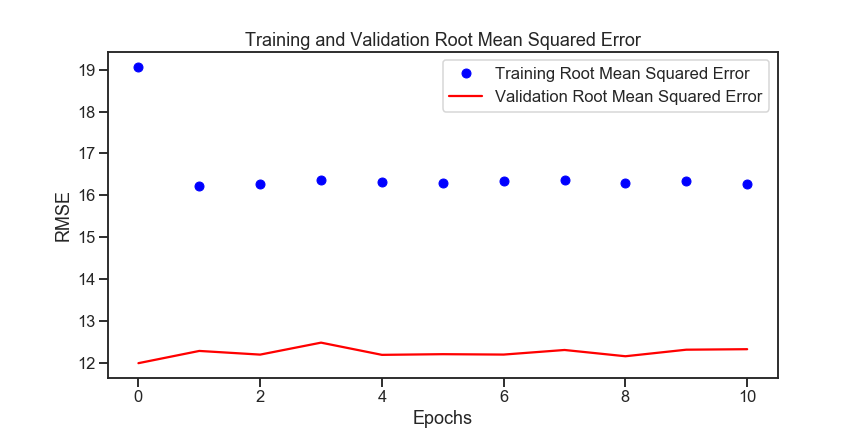 Training and Validation Root Mean Squared Error
Training Root Mean Squared Error
Validation Root Mean Squared Error
19
18
17
16
15
14
13
12
RMSE
0 2 4 6 8 10
Epochs